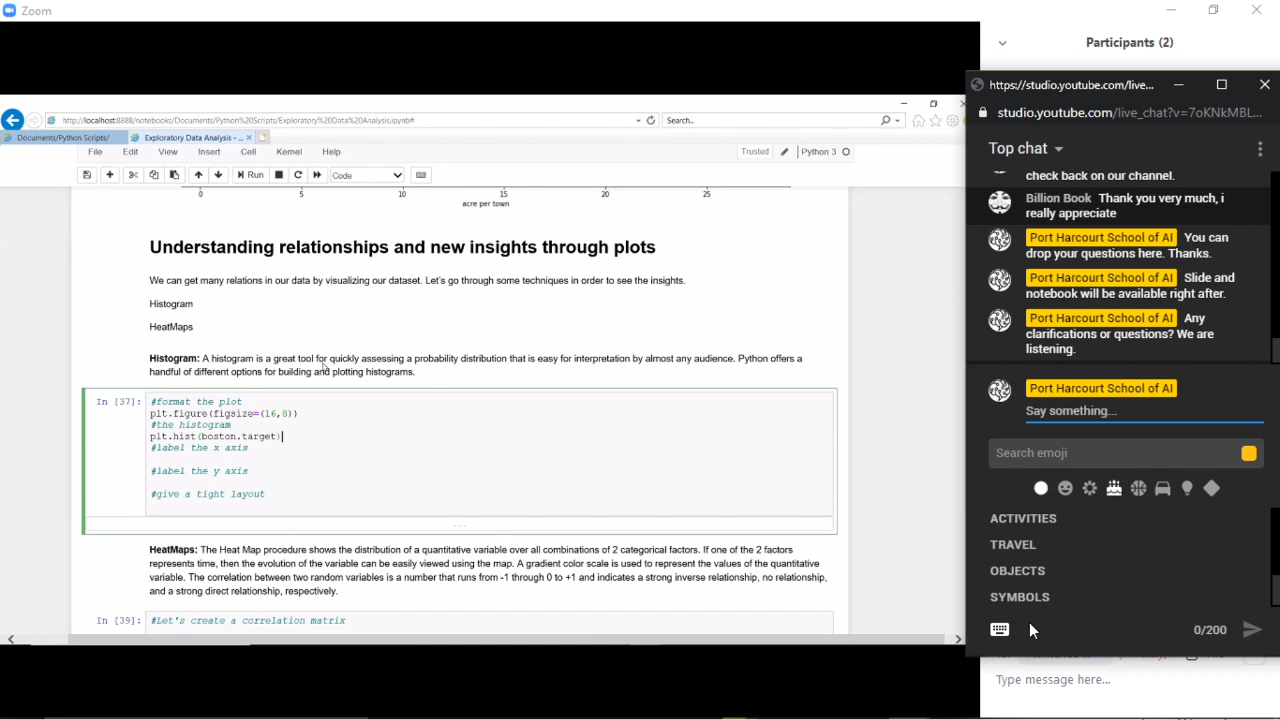 Zoom
Participants (2)
https://studio.youtube.com/live...
studio.youtube.com/live_chat?v=7oKNkMBL...
Top chat
check back on our channel.
Billion Book Thank you very much, i
really appreciate
Port Harcourt School of AI You can
drop your questions here. Thanks.
Port Harcourt School of AI Slide and
notebook will be available right after.
Port Harcourt School of AI Any
clarifications or questions? We are
listening.
Port Harcourt School of AI
Say something...
Search emoji
ACTIVITIES
TRAVEL
OBJECTS
SYMBOLS
0/200
Type message here...
http://localhost:8888/notebooks/Documents/Python%20Scripts/Exploratory%20Data%20Analysis.ipynb#
Search...
Documents/Python Scripts/
Exploratory Data Analysis - ...
File Edit View Insert Cell Kernel Help
Trusted Python 3
Run Code
0 5 10 15 20 25
acre per town
Understanding relationships and new insights through plots
We can get many relations in our data by visualizing our dataset. Let's go through some techniques in order to see the insights.
Histogram
HeatMaps
Histogram: A histogram is a great tool for quickly assessing a probability distribution that is easy for interpretation by almost any audience. Python offers a
handful of different options for building and plotting histograms.
In [37]: #format the plot
plt.figure(figsize=(16,8))
#the histogram
plt.hist(boston.target)
#label the x axis
#label the y axis
#give a tight layout
...
HeatMaps: The Heat Map procedure shows the distribution of a quantitative variable over all combinations of 2 categorical factors. If one of the 2 factors
represents time, then the evolution of the variable can be easily viewed using the map. A gradient color scale is used to represent the values of the quantitative
variable. The correlation between two random variables is a number that runs from -1 through 0 to +1 and indicates a strong inverse relationship, no relationship,
and a strong direct relationship, respectively.
In [39]: #Let's create a correlation matrix